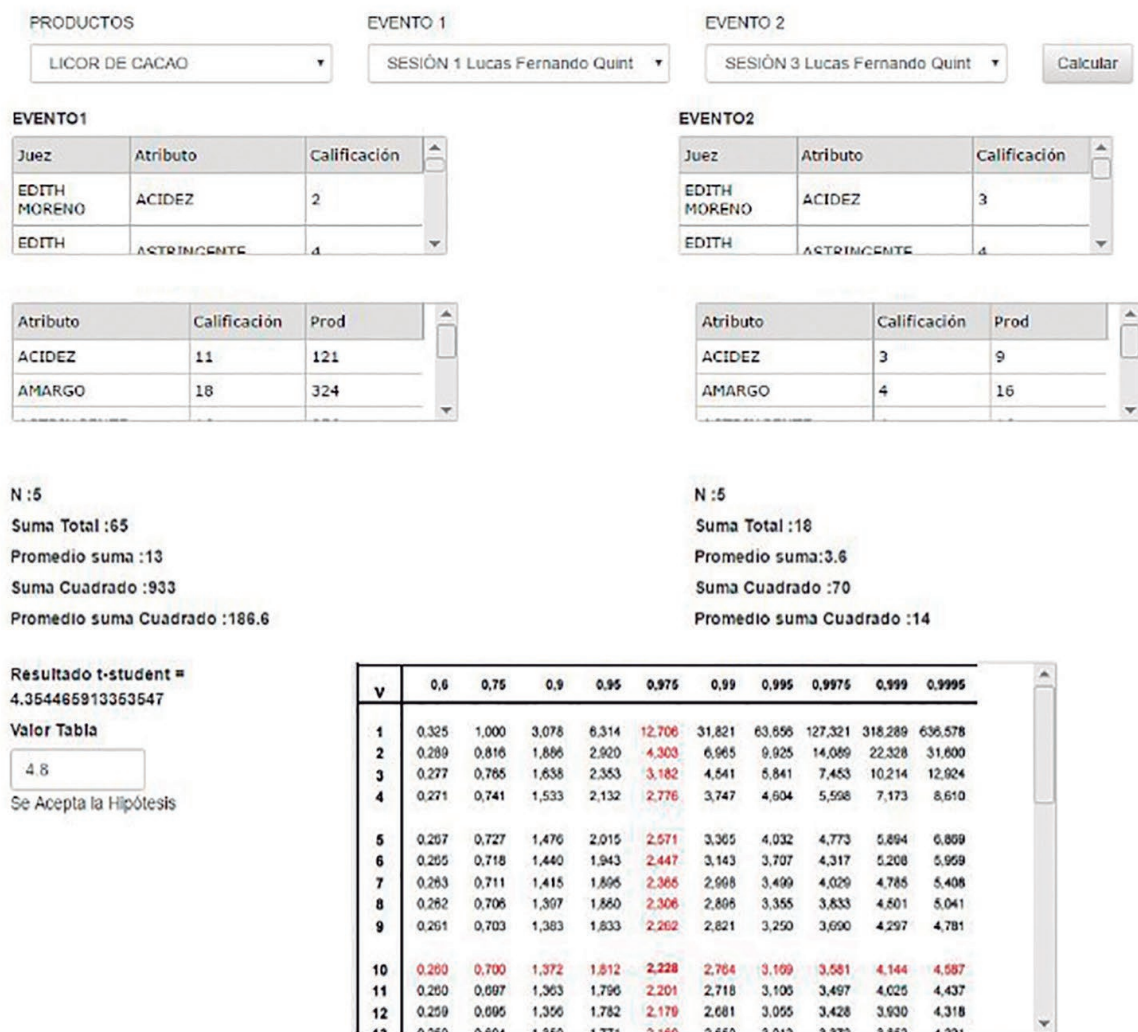 PRODUCTOS EVENTO 1 EVENTO 2
LICOR DE CACAO SESIÓN 1 Lucas Fernando Quint SESIÓN 3 Lucas Fernando Quint Calcular
EVENTO1 EVENTO2
Juez Atributo Calificación Juez Atributo Calificación
EDITH MORENO ACIDEZ 2 EDITH MORENO ACIDEZ 3
EDITH ASTRINGENTE 4 EDITH ASTRINGENTE 4
Atributo Calificación Prod Atributo Calificación Prod
ACIDEZ 11 121 ACIDEZ 3 9
AMARGO 18 324 AMARGO 4 16
N :5 N :5
Suma Total :65 Suma Total :18
Promedio suma :13 Promedio suma:3.6
Suma Cuadrado :933 Suma Cuadrado :70
Promedio suma Cuadrado :186.6 Promedio suma Cuadrado :14
Resultado t-student =
4.354465913353547
Valor Tabla
4.8
Se Acepta la Hipótesis
v 0,6 0,75 0,9 0,95 0,975 0,99 0,995 0,9975 0,999 0,9995
1 0,325 1,000 3,078 6,314 12,706 31,821 63,656 127,321 318,289 636,578
2 0,289 0,816 1,886 2,920 4,303 6,965 9,925 14,089 22,328 31,600
3 0,277 0,765 1,638 2,353 3,182 4,541 5,841 7,453 10,214 12,924
4 0,271 0,741 1,533 2,132 2,776 3,747 4,604 5,598 7,173 8,610
5 0,267 0,727 1,476 2,015 2,571 3,365 4,032 4,773 5,894 6,869
6 0,265 0,718 1,440 1,943 2,447 3,143 3,707 4,317 5,208 5,959
7 0,263 0,711 1,415 1,895 2,365 2,998 3,499 4,029 4,785 5,408
8 0,262 0,706 1,397 1,860 2,306 2,896 3,355 3,833 4,501 5,041
9 0,261 0,703 1,383 1,833 2,262 2,821 3,250 3,690 4,297 4,781
10 0,260 0,700 1,372 1,812 2,228 2,764 3,169 3,581 4,144 4,587
11 0,260 0,697 1,363 1,796 2,201 2,718 3,106 3,497 4,025 4,437
12 0,259 0,695 1,356 1,782 2,179 2,681 3,055 3,428 3,930 4,318